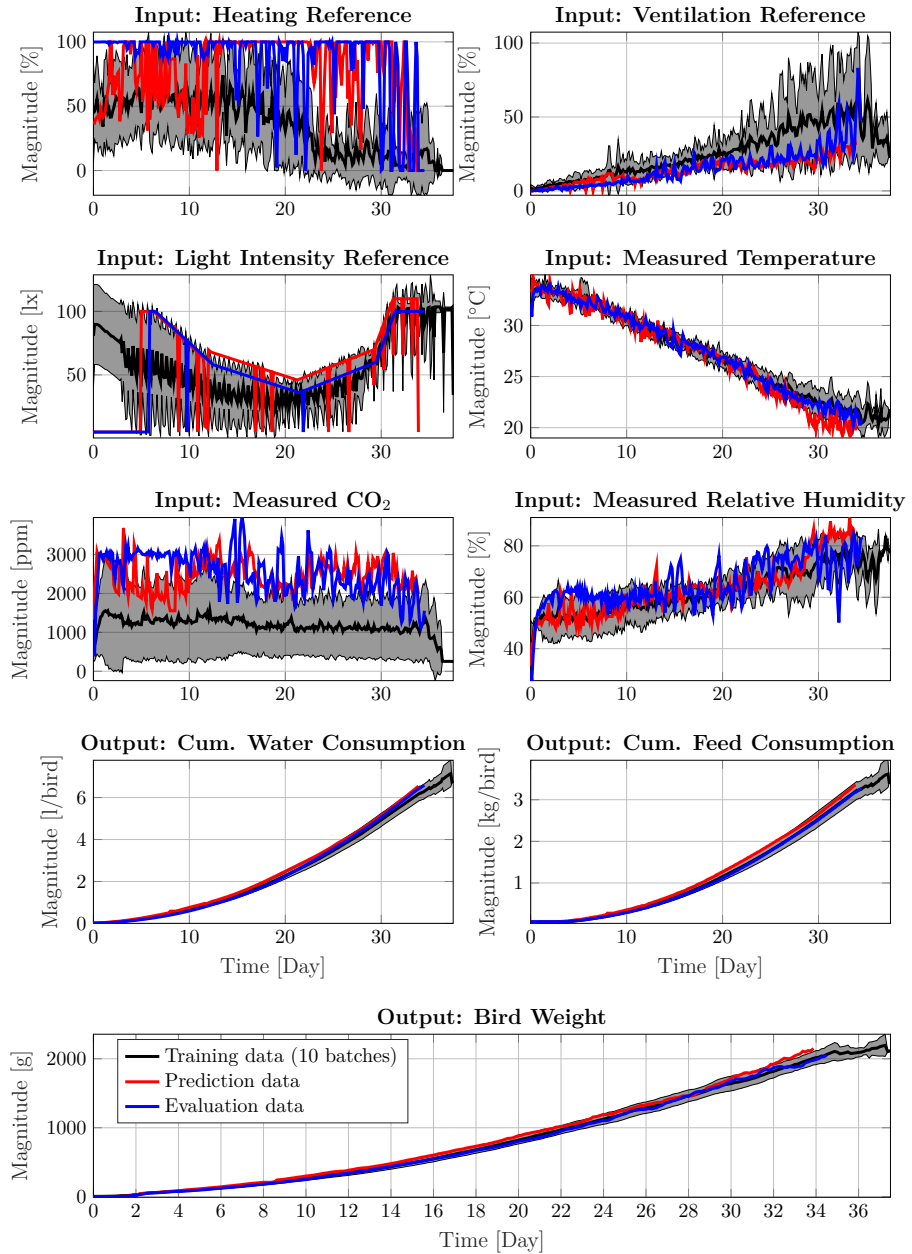 Input: Heating Reference
Magnitude [%]
100
50
0
0
10
20
30
Input: Ventilation Reference
Magnitude [%]
100
50
0
0
10
20
30
Input: Light Intensity Reference
Magnitude [lx]
100
50
0
10
20
30
Input: Measured Temperature
Magnitude [°C]
30
25
20
0
10
20
30
Input: Measured CO₂
Magnitude [ppm]
3000
2000
1000
0
0
10
20
30
Input: Measured Relative Humidity
Magnitude [%]
80
60
40
0
10
20
30
Output: Cum. Water Consumption
Magnitude [l/bird]
6
4
2
0
0
10
20
30
Time [Day]
Output: Cum. Feed Consumption
Magnitude [kg/bird]
3
2
1
0
10
20
30
Time [Day]
Output: Bird Weight
Magnitude [g]
2000
1000
0
Training data (10 batches)
Prediction data
Evaluation data
0 2 4 6 8 10 12 14 16 18 20 22 24 26 28 30 32 34 36
Time [Day]